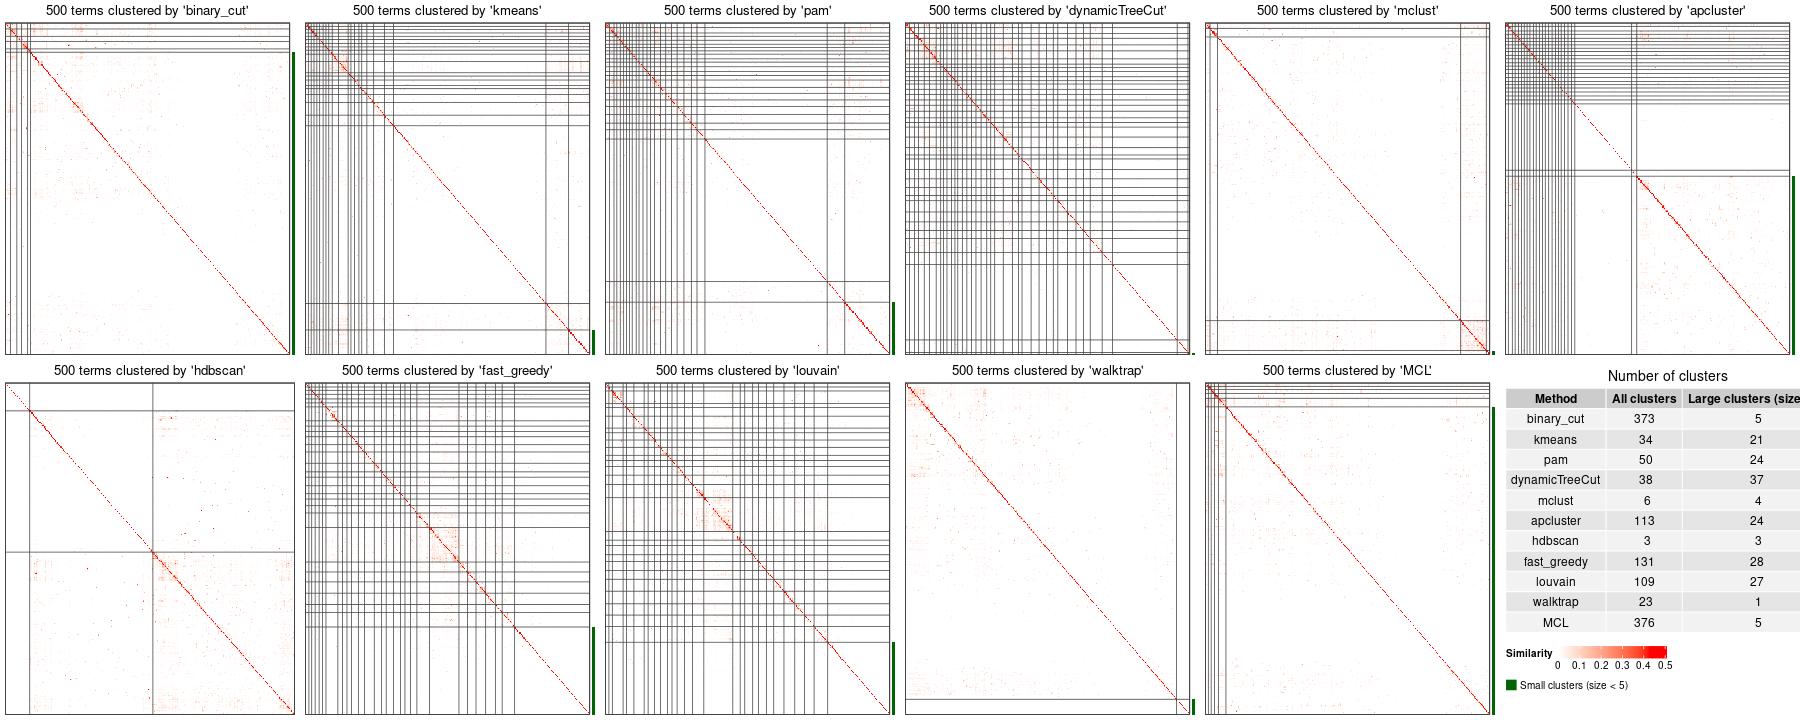 500 terms clustered by 'binary_cut'
500 terms clustered by 'kmeans'
500 terms clustered by 'pam'
500 terms clustered by 'dynamicTreeCut'
500 terms clustered by 'mclust'
500 terms clustered by 'apcluster'
500 terms clustered by 'hdbscan'
500 terms clustered by 'fast_greedy'
500 terms clustered by 'louvain'
500 terms clustered by 'walktrap'
500 terms clustered by 'MCL'
Number of clusters
Method All clusters Large clusters (size
binary_cut 373 5
kmeans 34 21
pam 50 24
dynamicTreeCut 38 37
mclust 6 4
apcluster 113 24
hdbscan 3 3
fast_greedy 131 28
louvain 109 27
walktrap 23 1
MCL 376 5
Similarity
0 0.1 0.2 0.3 0.4 0.5
Small clusters (size < 5)